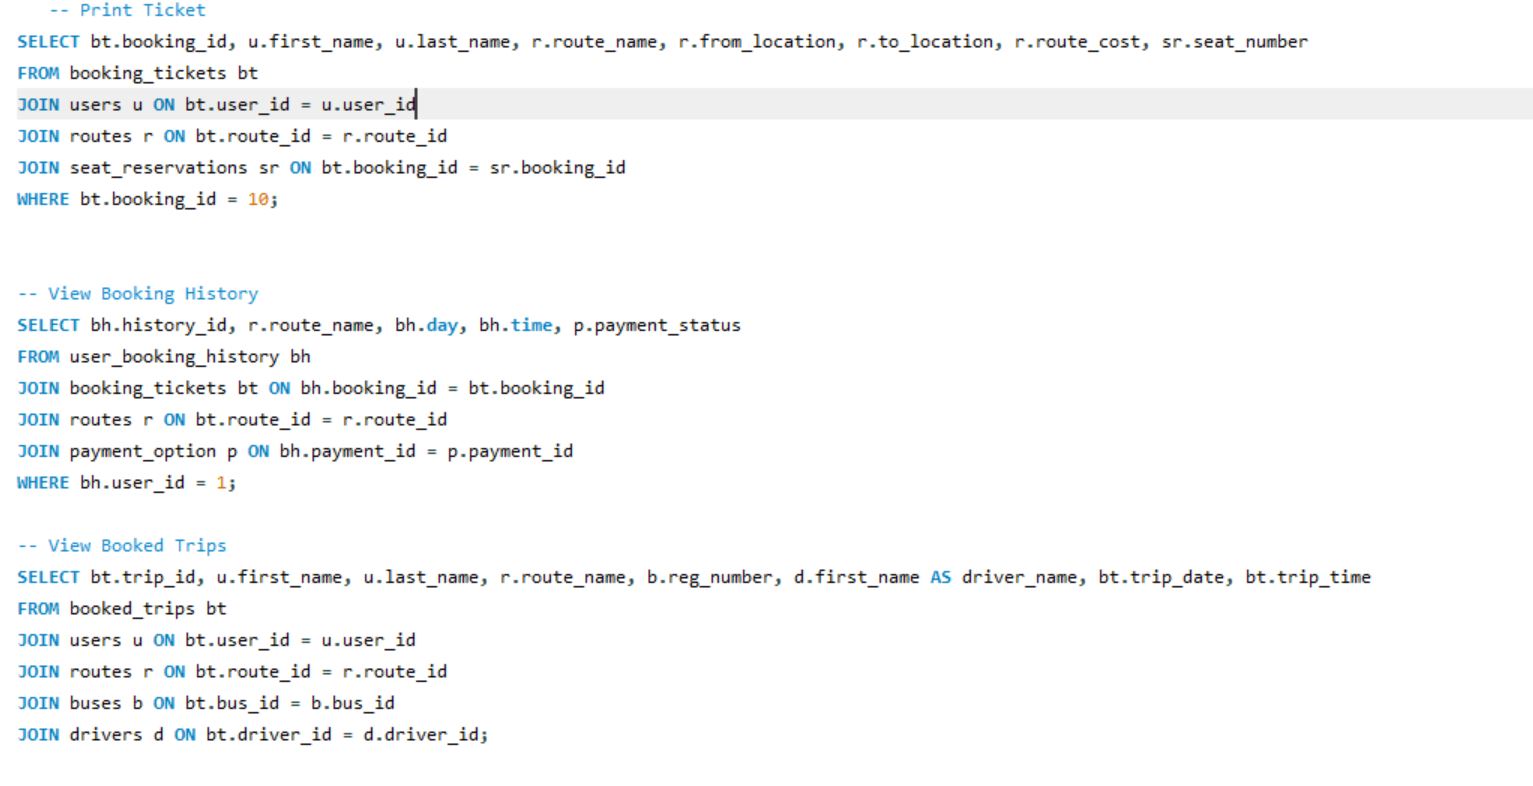 -- Print Ticket
SELECT bt.booking_id, u.first_name, u.last_name, r.route_name, r.from_location, r.to_location, r.route_cost, sr.seat_number
FROM booking_tickets bt
JOIN users u ON bt.user_id = u.user_id
JOIN routes r ON bt.route_id = r.route_id
JOIN seat_reservations sr ON bt.booking_id = sr.booking_id
WHERE bt.booking_id = 10;
-- View Booking History
SELECT bh.history_id, r.route_name, bh.day, bh.time, p.payment_status
FROM user_booking_history bh
JOIN booking_tickets bt ON bh.booking_id = bt.booking_id
JOIN routes r ON bt.route_id = r.route_id
JOIN payment_option p ON bh.payment_id = p.payment_id
WHERE bh.user_id = 1;
-- View Booked Trips
SELECT bt.trip_id, u.first_name, u.last_name, r.route_name, b.reg_number, d.first_name AS driver_name, bt.trip_date, bt.trip_time
FROM booked_trips bt
JOIN users u ON bt.user_id = u.user_id
JOIN routes r ON bt.route_id = r.route_id
JOIN buses b ON bt.bus_id = b.bus_id
JOIN drivers d ON bt.driver_id = d.driver_id;